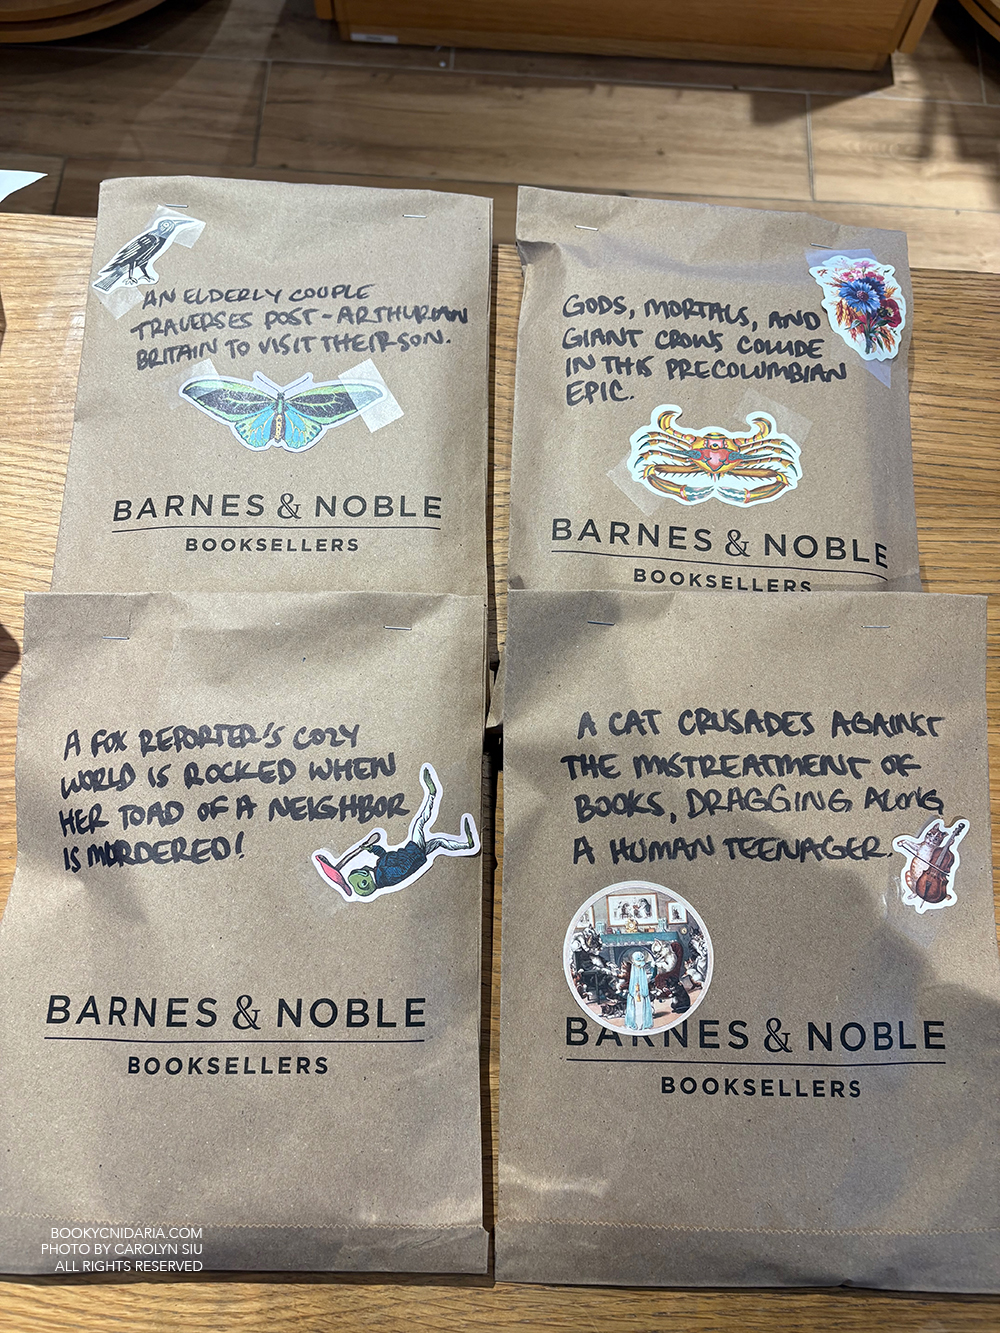 AN ELDERLY COUPLE
TRAVERSES POST-ARTHURIAN
BRITAIN TO VISIT THEIR SON.
BARNES & NOBLE
BOOKSELLERS
GODS, MORTALS, AND
GIANT CROWS COLLIDE
IN THIS PRECOLUMBIAN
EPIC.
BARNES & NOBLE
BOOKSELLERS
A FOX REPORTER'S COZY
WORLD IS ROCKED WHEN
HER TOAD OF A NEIGHBOR
IS MURDERED!
BARNES & NOBLE
BOOKSELLERS
A CAT CRUSADES AGAINST
THE MISTREATMENT OF
BOOKS, DRAGGING ALONG
A HUMAN TEENAGER.
BARNES & NOBLE
BOOKSELLERS
BOOKYCNIDARIA.COM
PHOTO BY CAROLYN SIU
ALL RIGHTS RESERVED